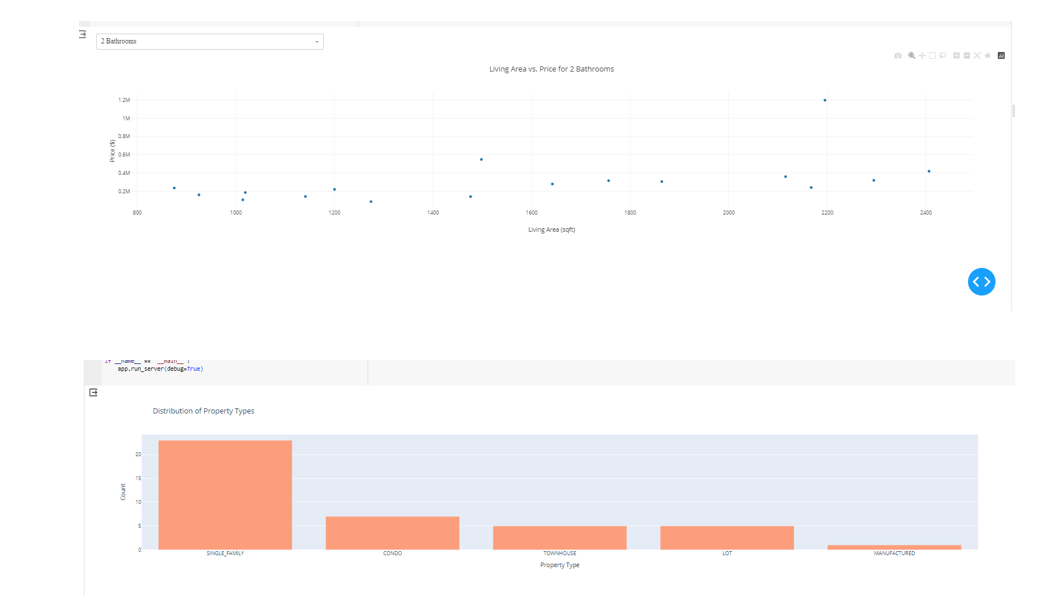 2 Bathrooms
Living Area vs. Price for 2 Bathrooms
1.2M
1M
0.8M
0.6M
0.4M
0.2M
Price ($)
800 1000 1200 1400 1600 1800 2000 2200 2400
Living Area (sqft)
if __name__ == '__main__':
app.run_server(debug=True)
Distribution of Property Types
20
15
10
5
0
Count
SINGLE_FAMILY CONDO TOWNHOUSE LOT MANUFACTURED
Property Type